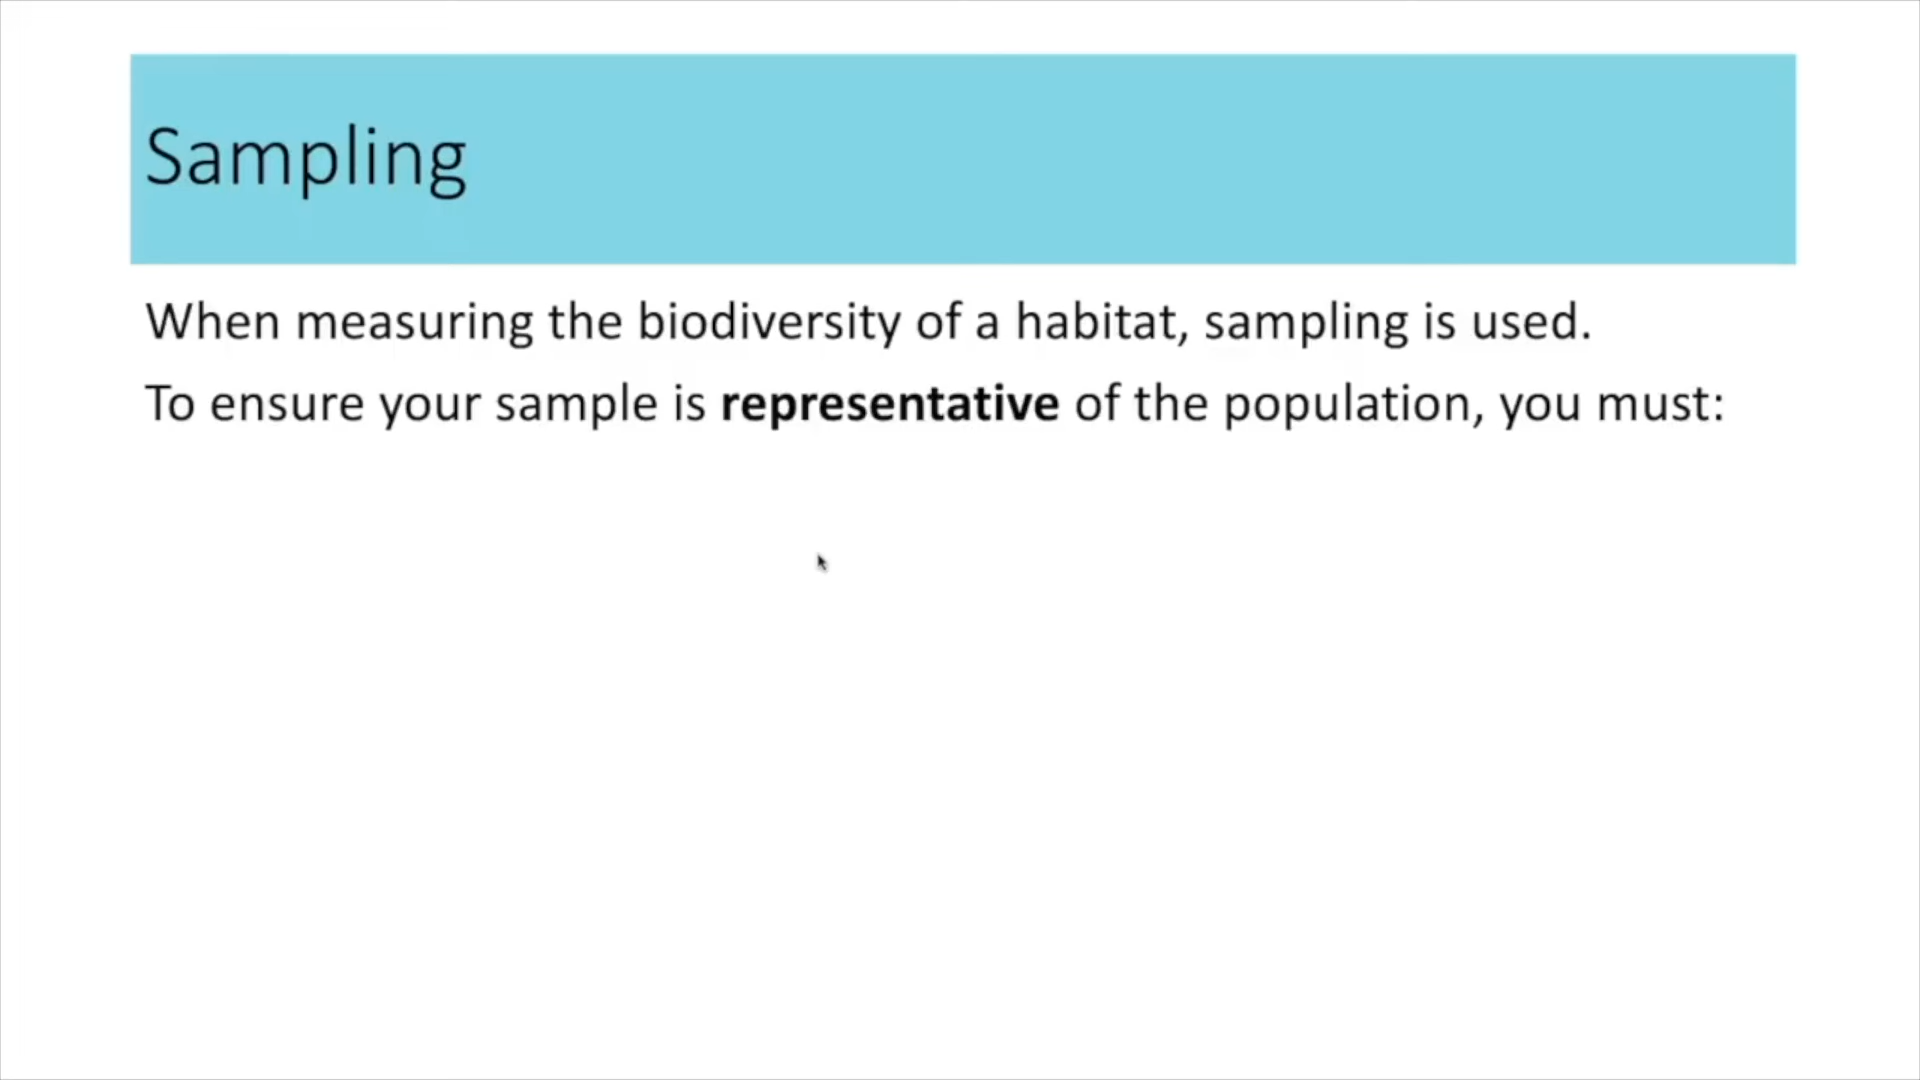 Sampling
When measuring the biodiversity of a habitat, sampling is used.
To ensure your sample is representative of the population, you must: